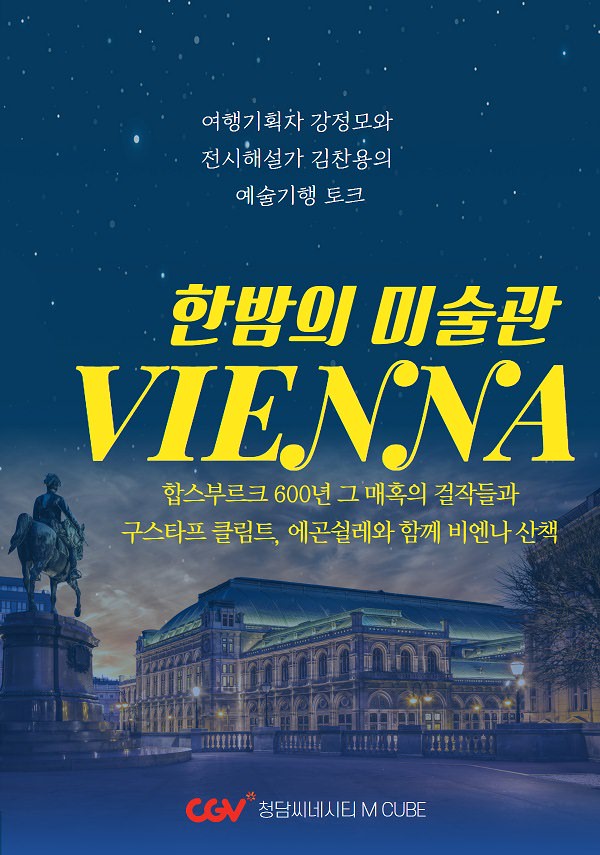 여행기획자 강정모와
전시해설가 김찬용의
예술기행 토크
한밤의 미술관
VIENNA
합스부르크 600년 그 매혹의 걸작들과
구스타프 클림트, 에곤쉴레와 함께 비엔나 산책
CGV 청담씨네시티 M CUBE